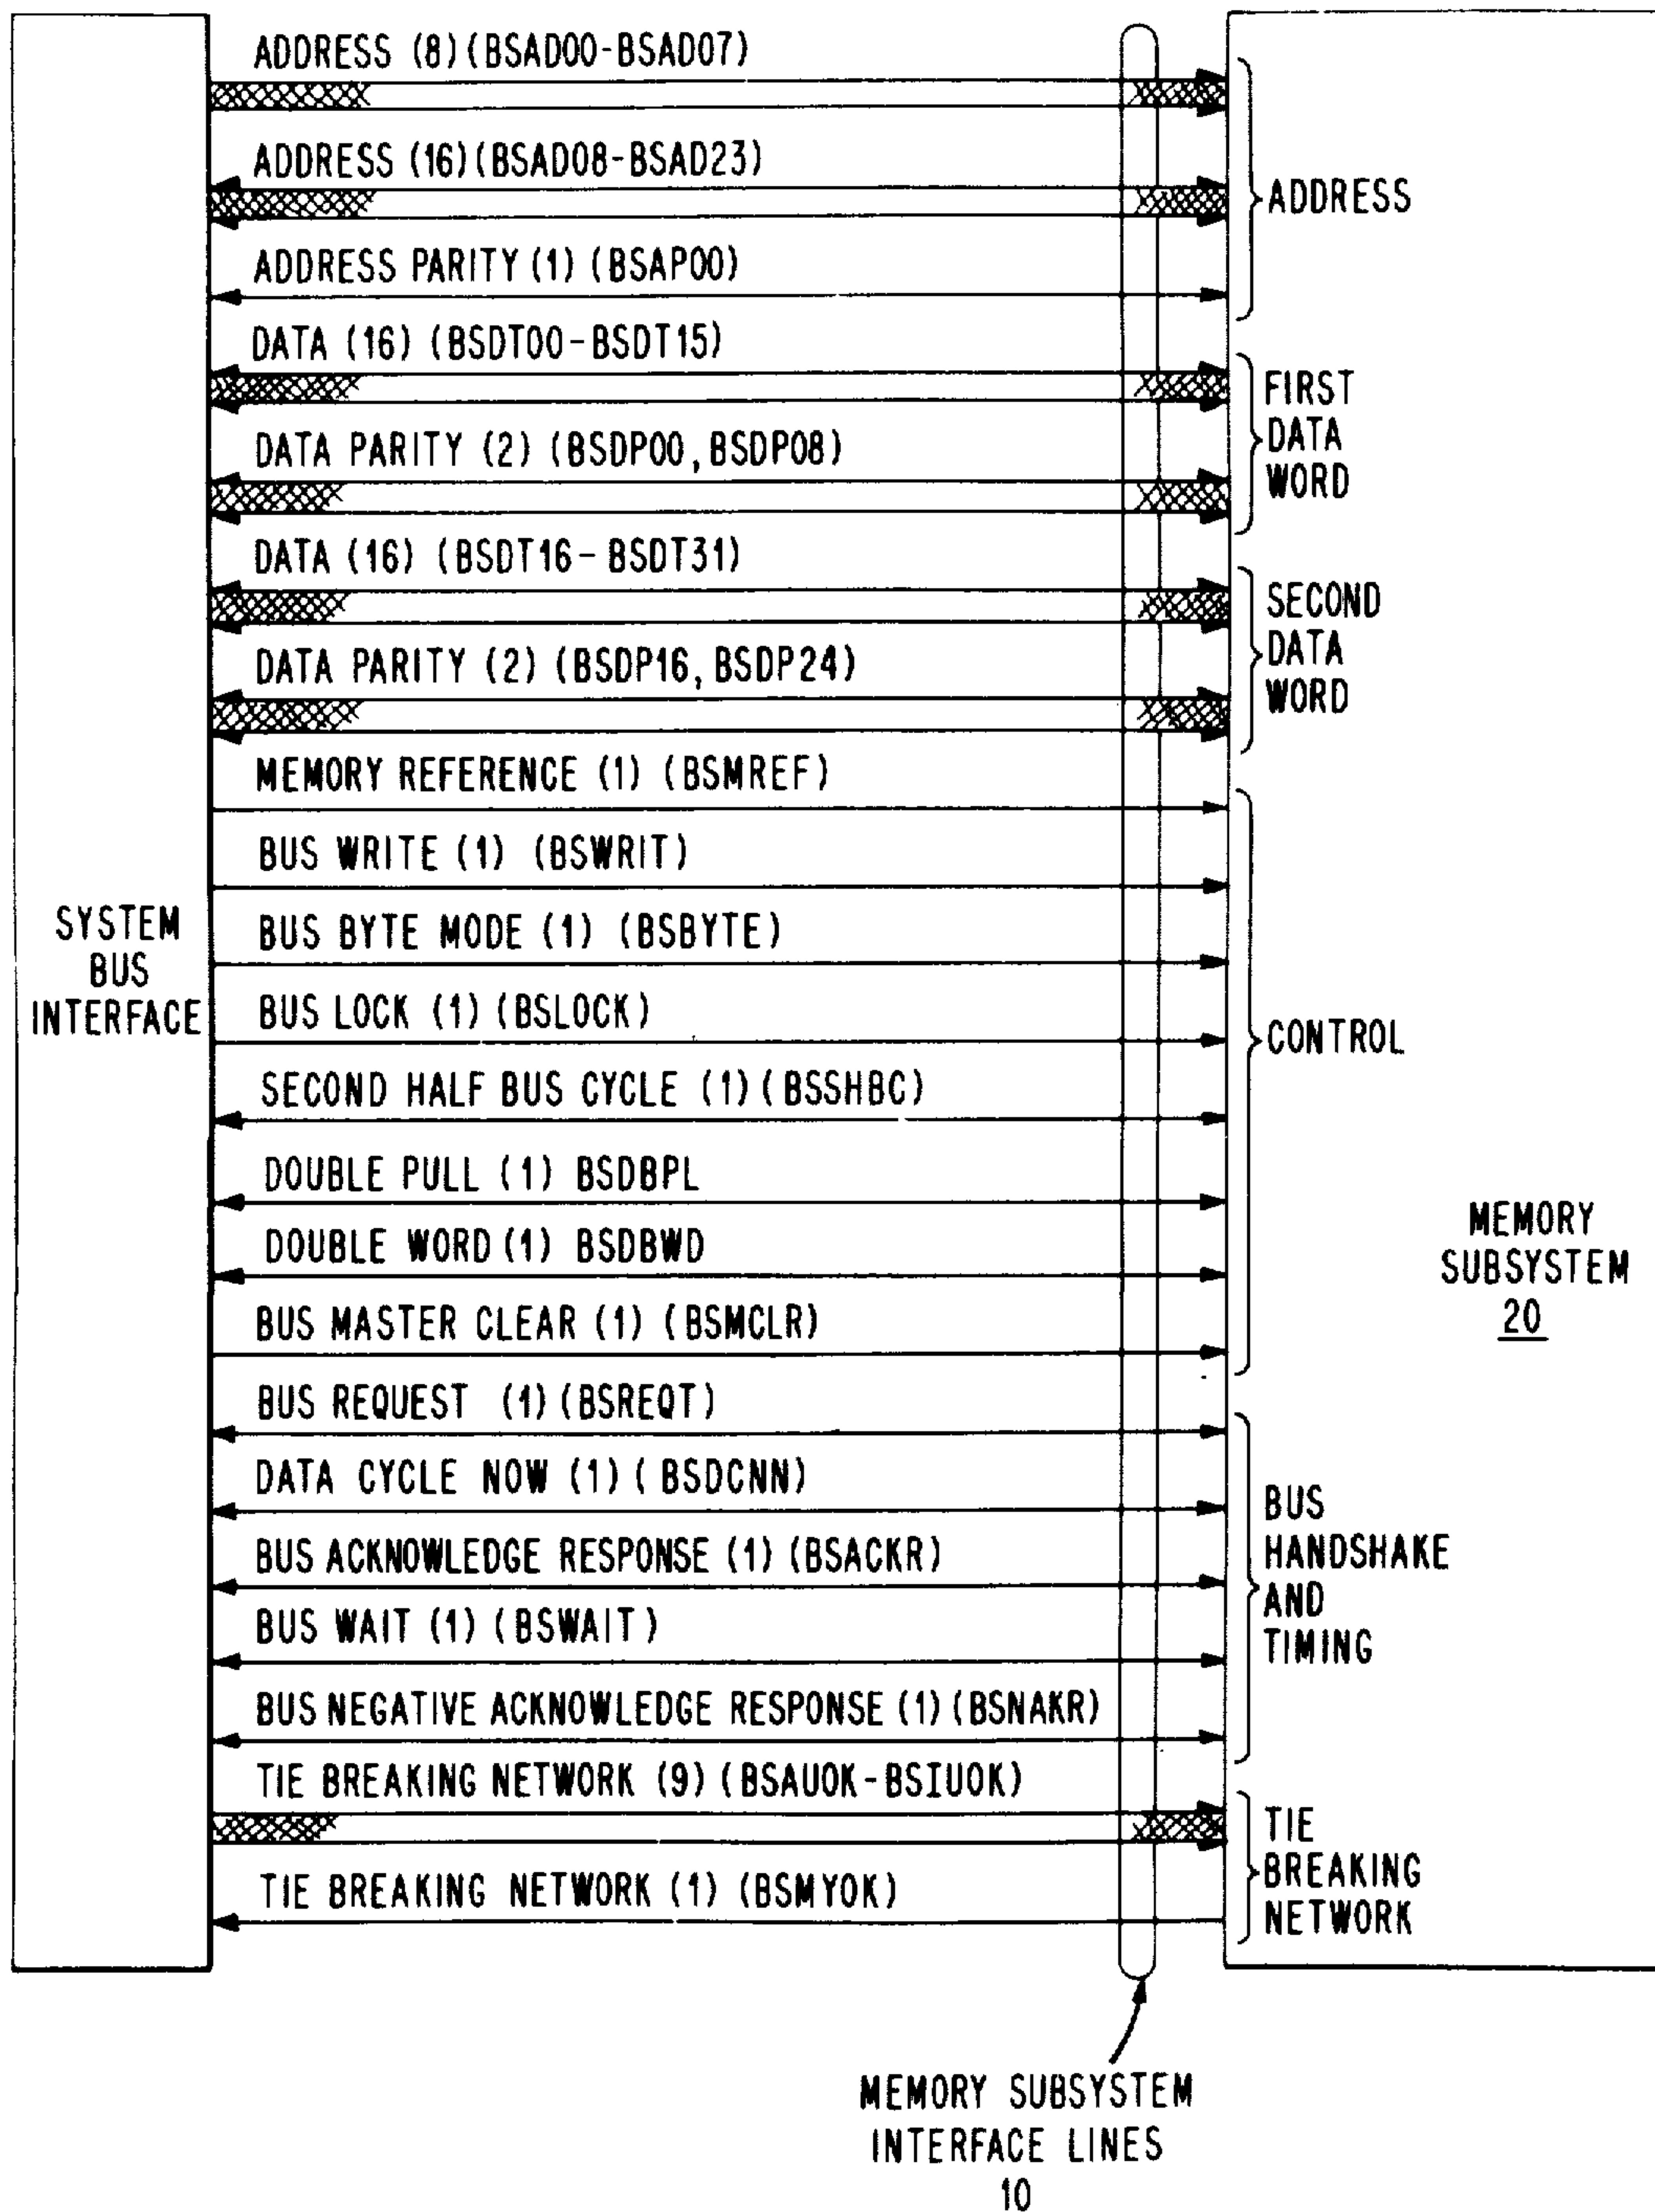 ADDRESS (8) (BSAD00-BSAD07)
ADDRESS (16) (BSAD08-BSAD23)
ADDRESS PARITY (1) (BSAP00)
ADDRESS
DATA (16) (BSDT00-BSDT15)
DATA PARITY (2) (BSDP00, BSDP08)
FIRST
DATA
WORD
DATA (16) (BSDT16-BSDT31)
DATA PARITY (2) (BSDP16, BSDP24)
SECOND
DATA
WORD
MEMORY REFERENCE (1) (BSMREF)
BUS WRITE (1) (BSWRIT)
BUS BYTE MODE (1) (BSBYTE)
BUS LOCK (1) (BSLOCK)
SECOND HALF BUS CYCLE (1) (BSSHBC)
DOUBLE PULL (1) BSDBPL
DOUBLE WORD (1) BSDBWD
BUS MASTER CLEAR (1) (BSMCLR)
CONTROL
SYSTEM
BUS
INTERFACE
MEMORY
SUBSYSTEM
20
BUS REQUEST (1) (BSREQT)
DATA CYCLE NOW (1) (BSDCNN)
BUS ACKNOWLEDGE RESPONSE (1) (BSACKR)
BUS WAIT (1) (BSWAIT)
BUS NEGATIVE ACKNOWLEDGE RESPONSE (1) (BSNAKR)
BUS
HANDSHAKE
AND
TIMING
TIE BREAKING NETWORK (9) (BSAUOK-BSIUOK)
TIE BREAKING NETWORK (1) (BSMYOK)
TIE
BREAKING
NETWORK
MEMORY SUBSYSTEM
INTERFACE LINES
10